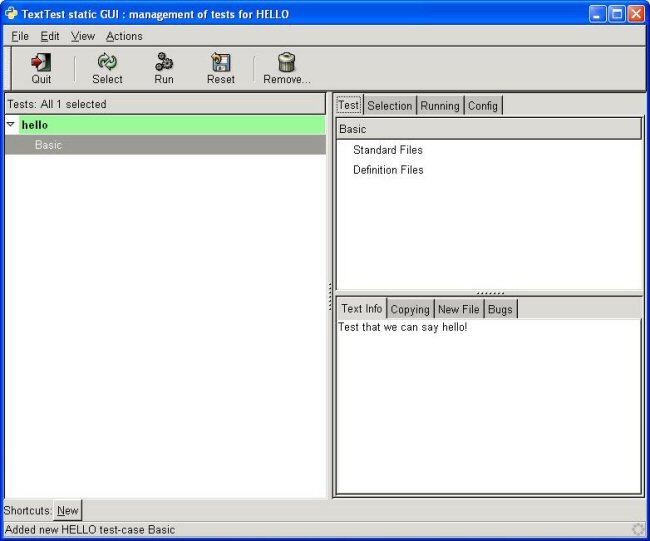 TextTest static GUI : management of tests for HELLO
File Edit View Actions
Quit Select Run Reset Remove...
Tests: All 1 selected
hello
Basic
Test Selection Running Config
Basic
Standard Files
Definition Files
Text Info Copying New File Bugs
Test that we can say hello!
Shortcuts: New
Added new HELLO test-case Basic